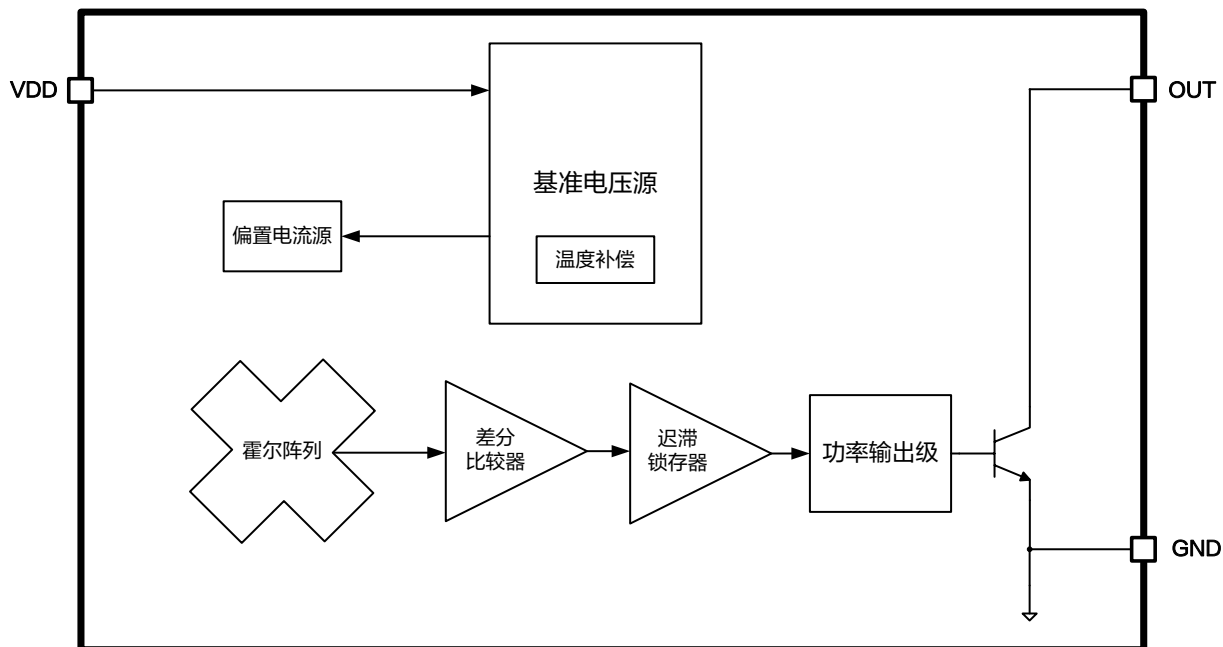 VDD
OUT
基准电压源
偏置电流源
温度补偿
霍尔阵列
差分
比较器
迟滞
锁存器
功率输出级
GND